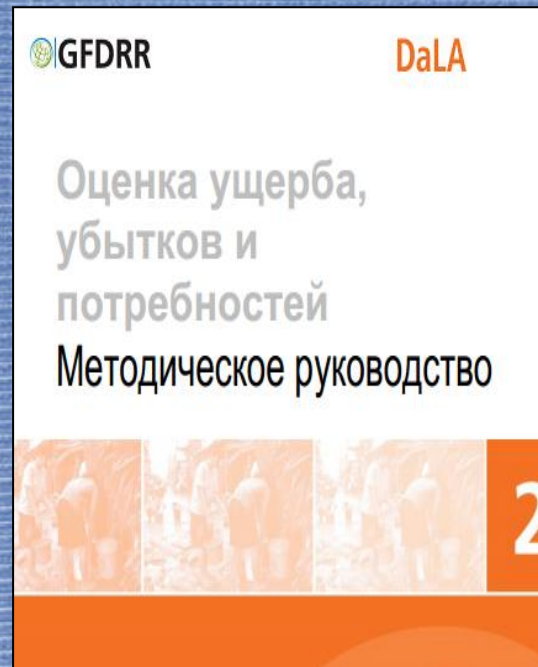 GFDRR DaLA
Оценка ущерба,
убытков и
потребностей
Методическое руководство
2